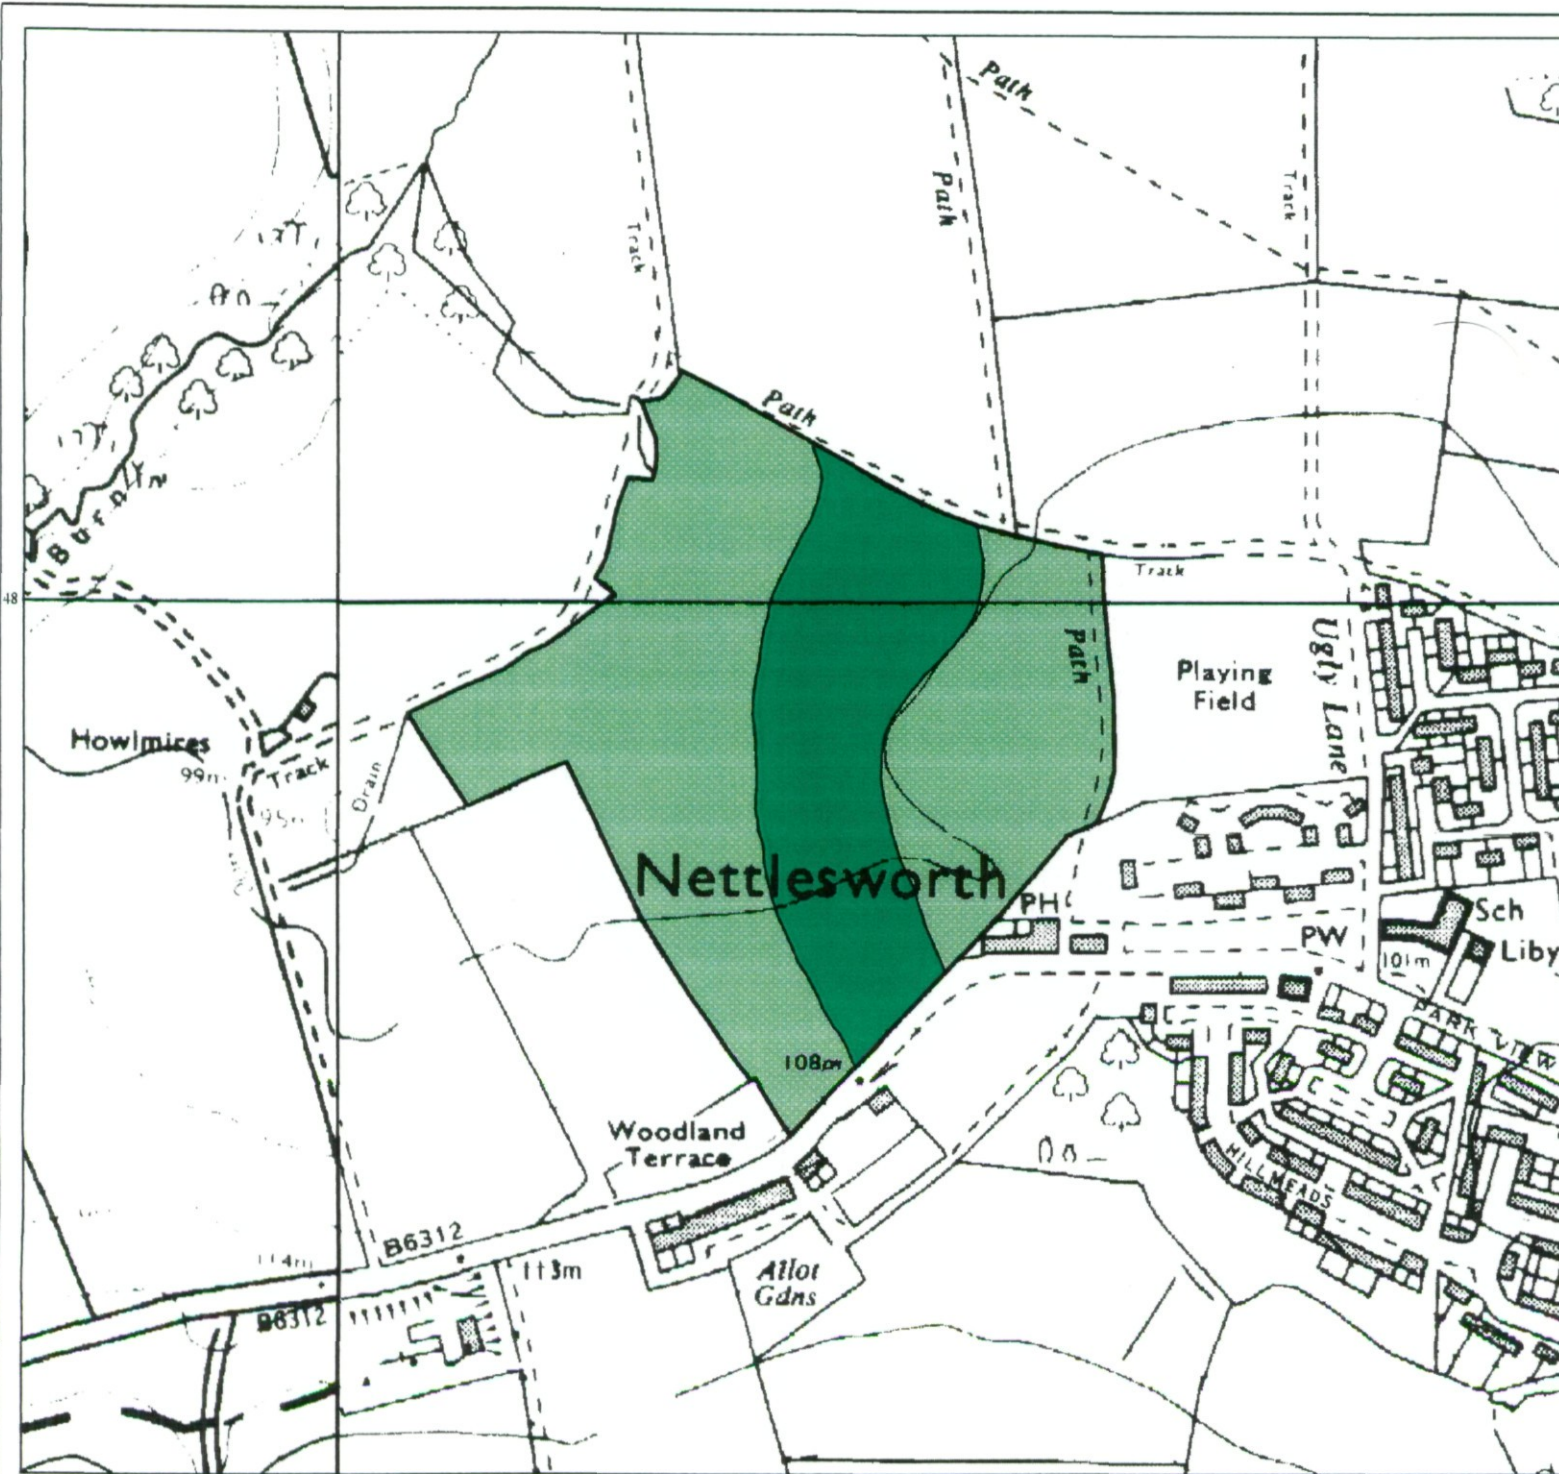 Path
Path
Track
Track
Path
48
Burn
Track
Path
Playing
Field
Ugly Lane
Howlmires
99m
Track
95m
Drain
Nettlesworth
PH
Sch
PW
Liby
101m
PARK VIEW
108m
Woodland
Terrace
HILLMEADS
B6312
114m
113m
Allot
Gdns
B6312